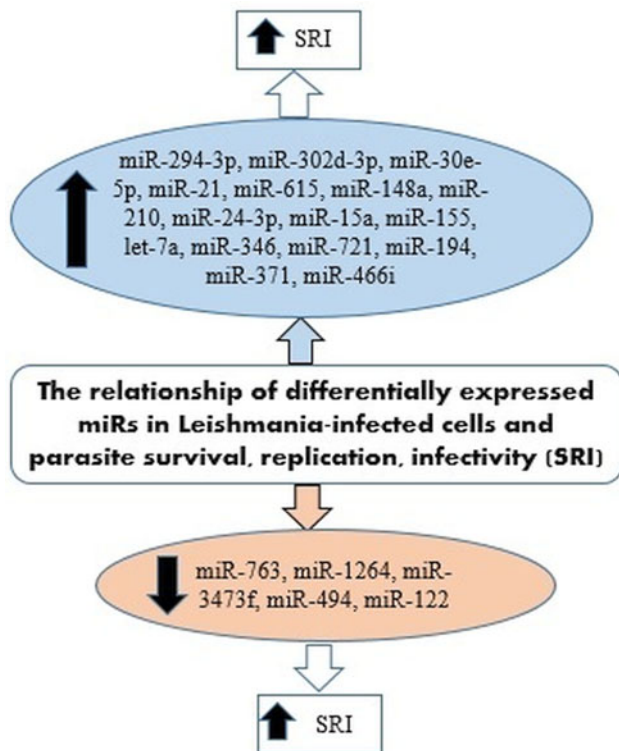 SRI
miR-294-3p, miR-302d-3p, miR-30e-
5p, miR-21, miR-615, miR-148a, miR-
210, miR-24-3p, miR-15a, miR-155,
let-7a, miR-346, miR-721, miR-194,
miR-371, miR-466i
The relationship of differentially expressed
miRs in Leishmania-infected cells and
parasite survival, replication, infectivity (SRI)
miR-763, miR-1264, miR-
3473f, miR-494, miR-122
SRI